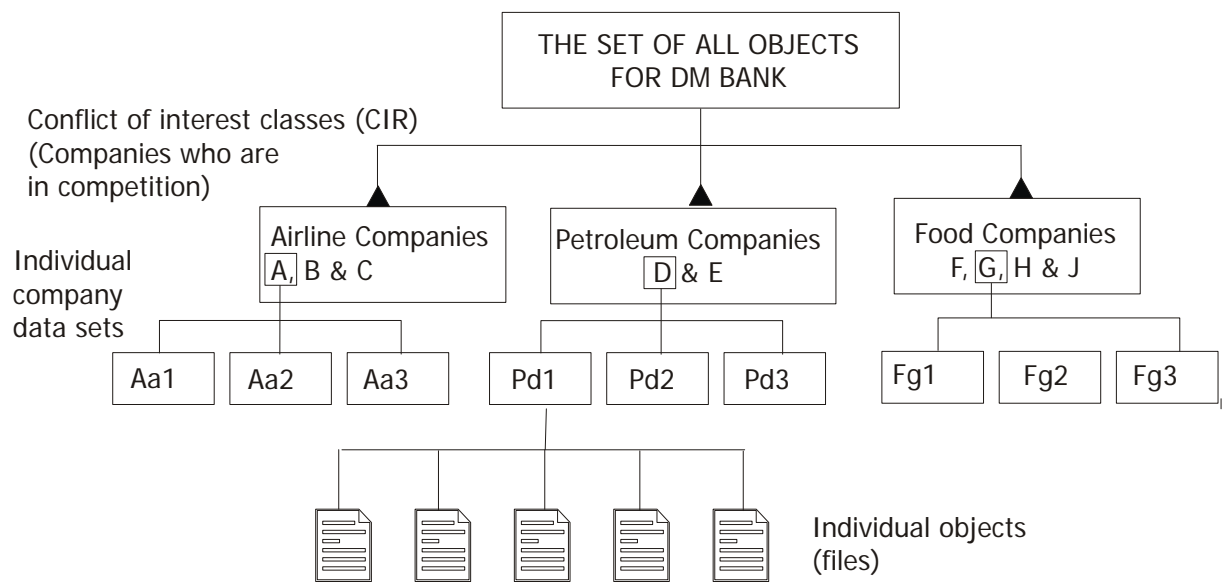 THE SET OF ALL OBJECTS
FOR DM BANK
Conflict of interest classes (CIR)
(Companies who are
in competition)
Airline Companies
A, B & C
Petroleum Companies
D & E
Food Companies
F, G, H & J
Individual
company
data sets
Aa1
Aa2
Aa3
Pd1
Pd2
Pd3
Fg1
Fg2
Fg3
Individual objects
(files)